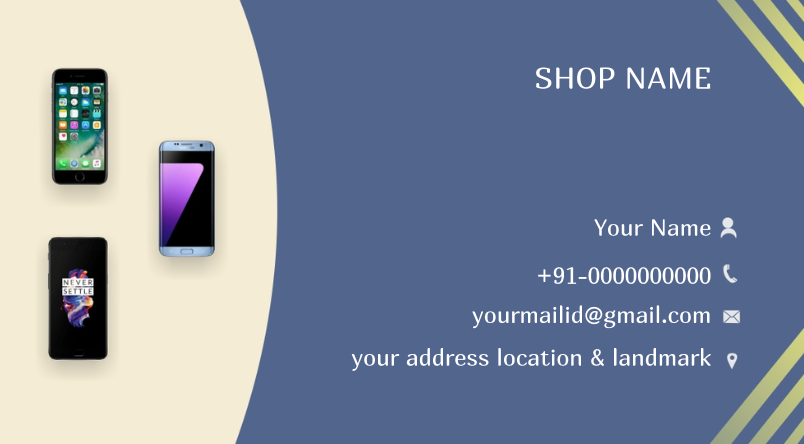 SHOP NAME
Your Name
+91-0000000000
yourmailid@gmail.com
your address location & landmark
NEVER
SETTLE